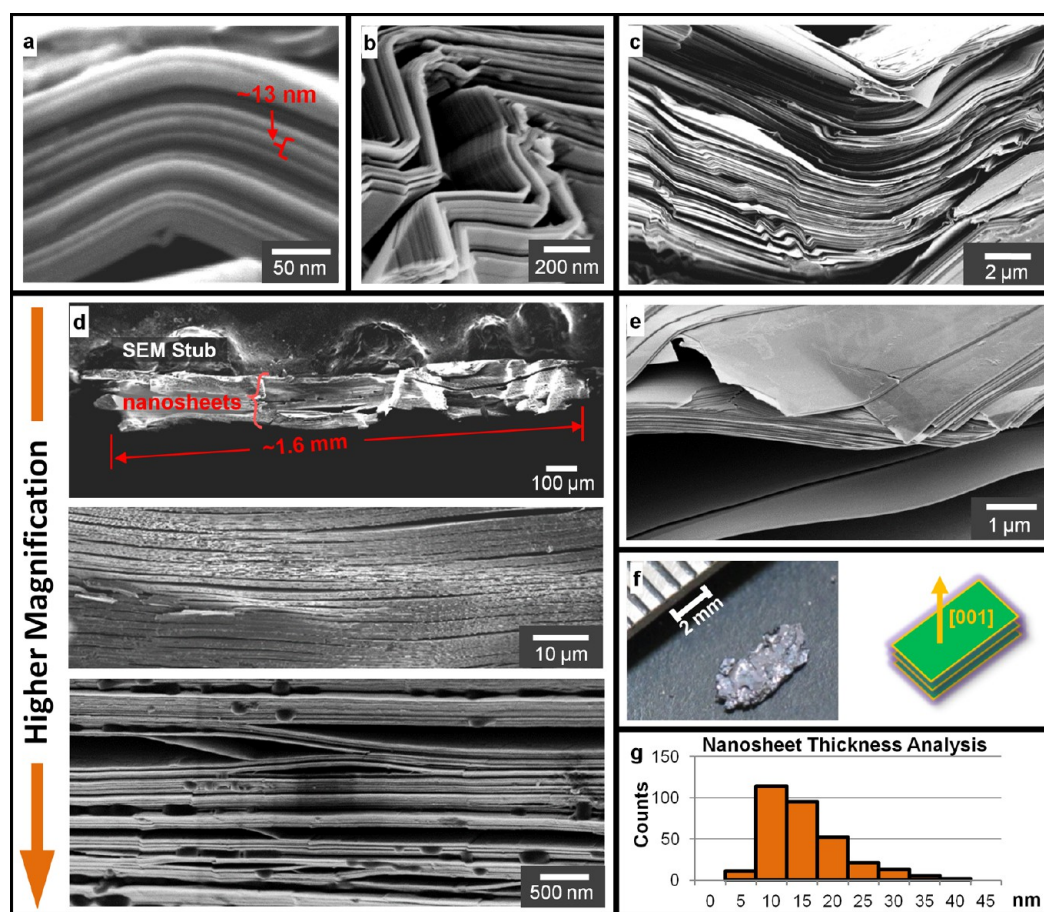 a
~13 nm
50 nm
b
200 nm
c
2 µm
Higher Magnification
d
SEM Stub
nanosheets
~1.6 mm
100 µm
10 µm
500 nm
e
1 µm
f
2 mm
[001]
g
Nanosheet Thickness Analysis
Counts
150
100
50
0
0 5 10 15 20 25 30 35 40 45 nm